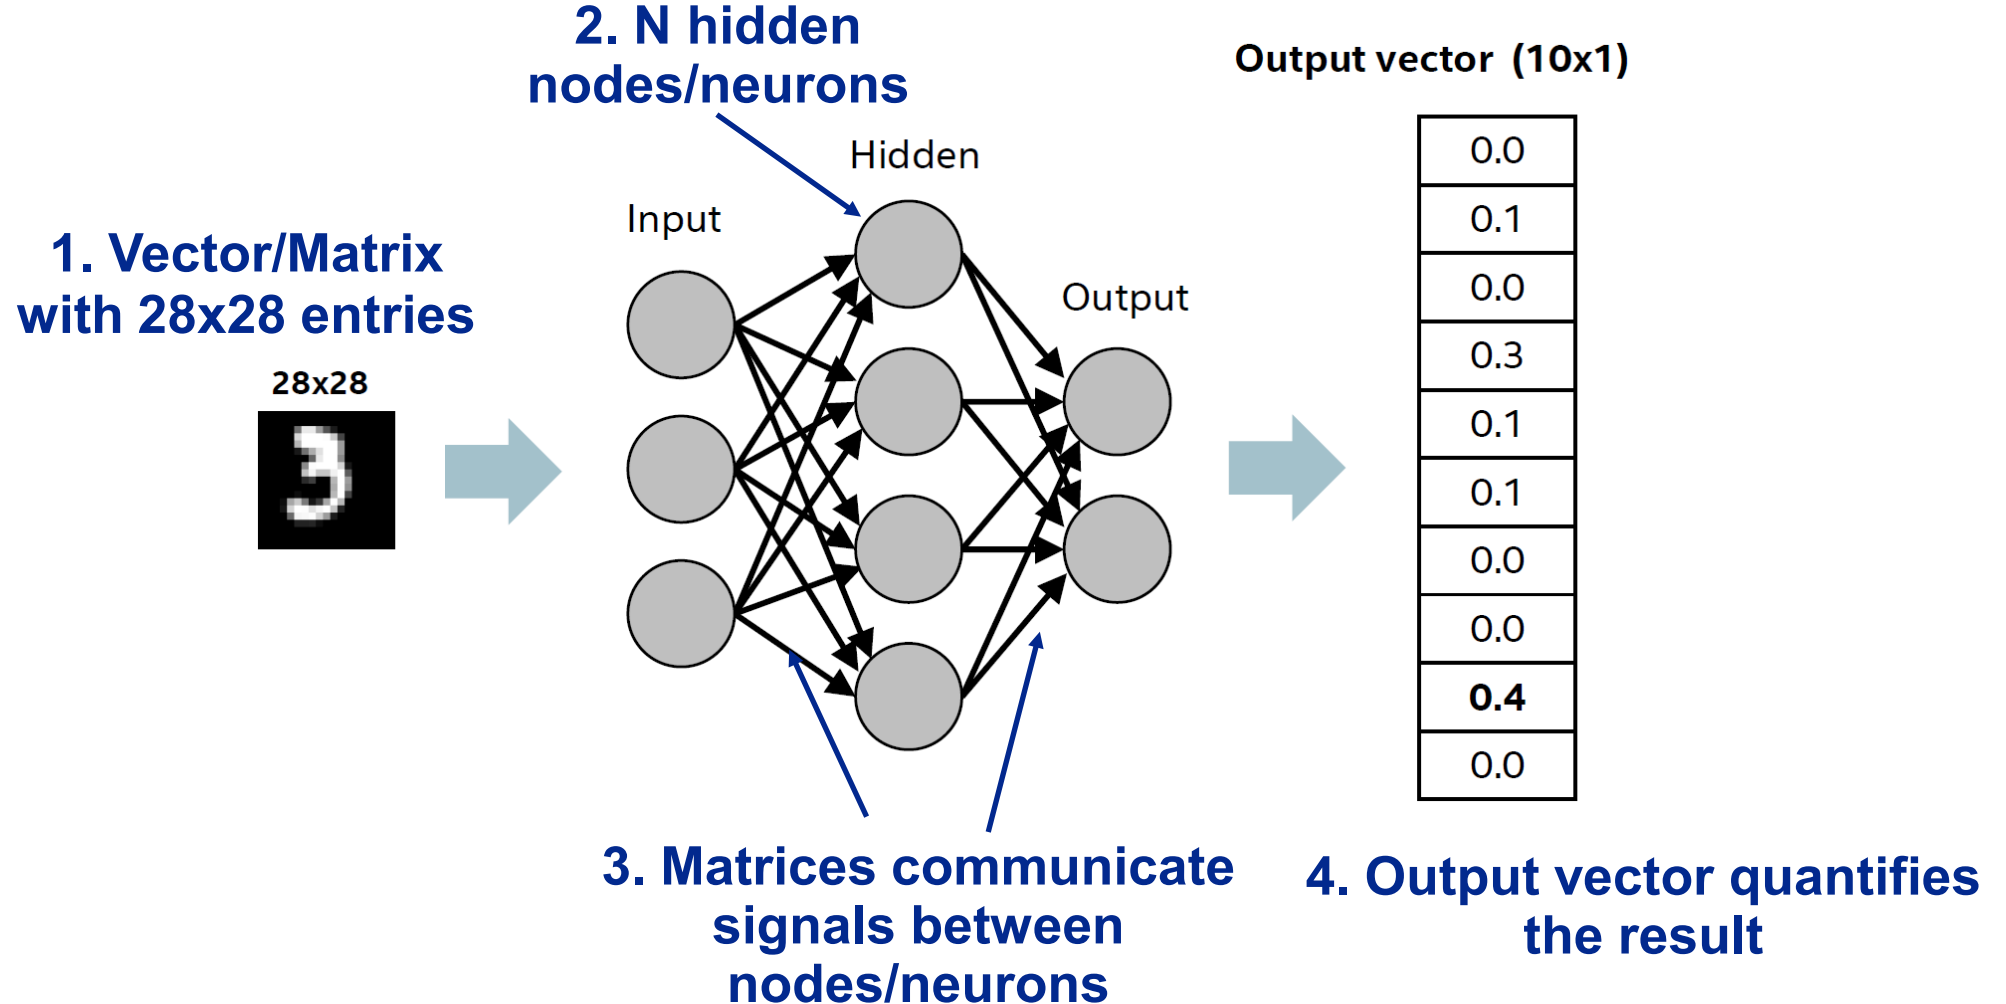 2. N hidden
nodes/neurons
Output vector (10x1)
Hidden
Input
1. Vector/Matrix
with 28x28 entries
Output
28x28
0.0
0.1
0.0
0.3
0.1
0.1
0.0
0.0
0.4
0.0
3
3. Matrices communicate
signals between
nodes/neurons
4. Output vector quantifies
the result